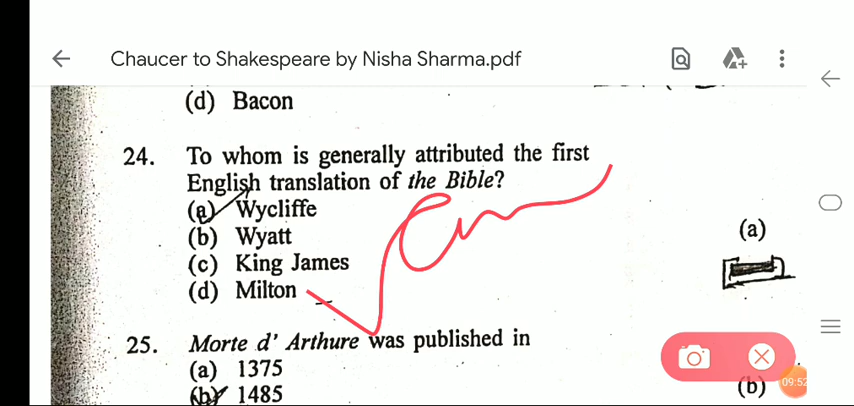 Chaucer to Shakespeare by Nisha Sharma.pdf
(d) Bacon
24. To whom is generally attributed the first
English translation of the Bible?
(a) Wycliffe
(b) Wyatt
(c) King James
(d) Milton
(a)
25. Morte d' Arthure was published in
(a) 1375
(b) 1485
(b)
09:52